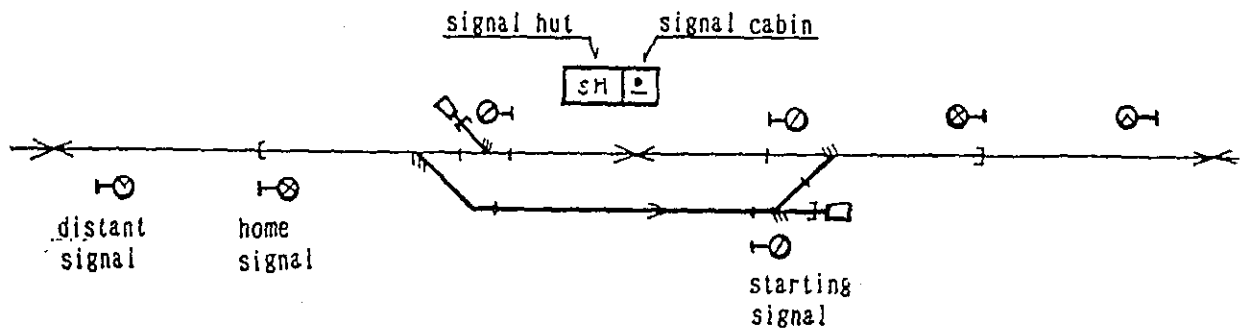 signal hut
signal cabin
SH
distant
signal
home
signal
starting
signal